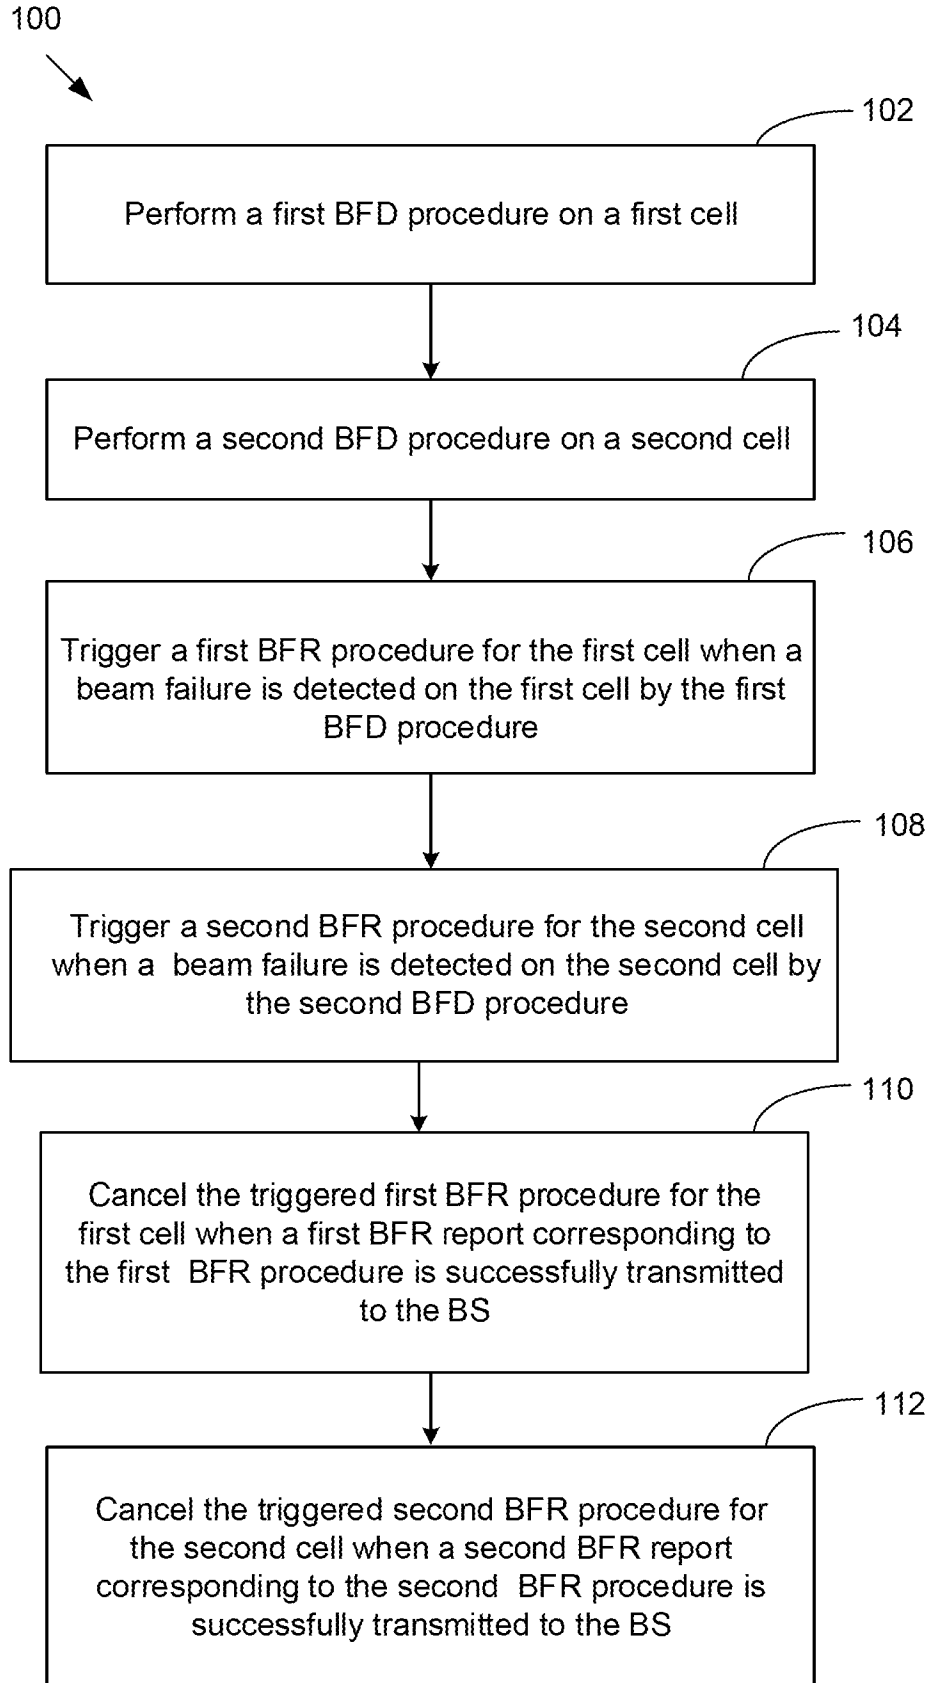 100
102
Perform a first BFD procedure on a first cell
104
Perform a second BFD procedure on a second cell
106
Trigger a first BFR procedure for the first cell when a
beam failure is detected on the first cell by the first
BFD procedure
108
Trigger a second BFR procedure for the second cell
when a beam failure is detected on the second cell by
the second BFD procedure
110
Cancel the triggered first BFR procedure for the
first cell when a first BFR report corresponding to
the first BFR procedure is successfully transmitted
to the BS
112
Cancel the triggered second BFR procedure for
the second cell when a second BFR report
corresponding to the second BFR procedure is
successfully transmitted to the BS